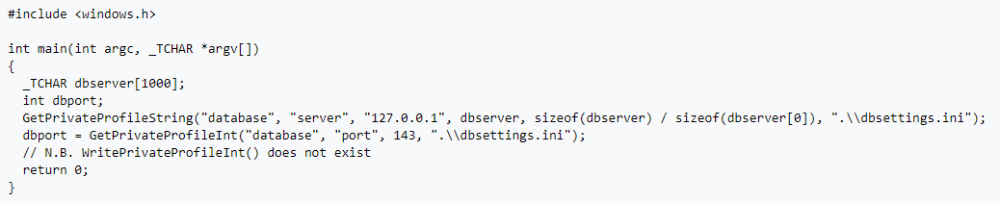 #include <windows.h>
int main(int argc, _TCHAR *argv[])
{
  _TCHAR dbserver[1000];
  int dbport;
  GetPrivateProfileString("database", "server", "127.0.0.1", dbserver, sizeof(dbserver) / sizeof(dbserver[0]), ".\\dbsettings.ini");
  dbport = GetPrivateProfileInt("database", "port", 143, ".\\dbsettings.ini");
  // N.B. WritePrivateProfileInt() does not exist
  return 0;
}